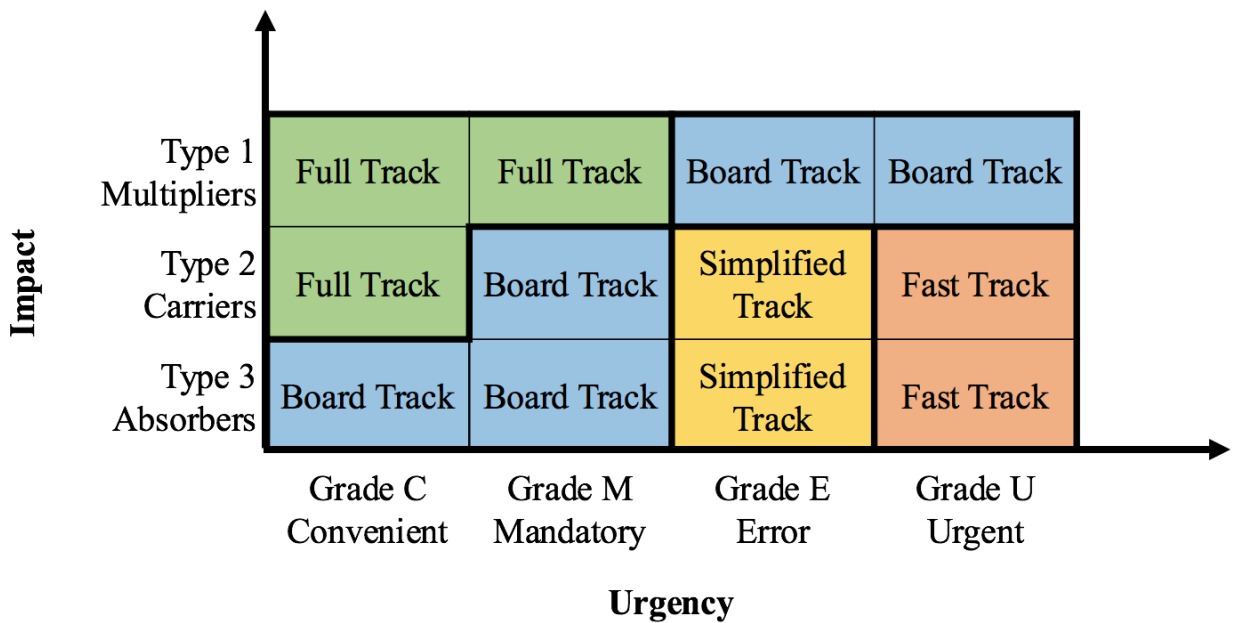 Impact
Type 1
Multipliers
Full Track
Full Track
Board Track
Board Track
Type 2
Carriers
Full Track
Board Track
Simplified
Track
Fast Track
Type 3
Absorbers
Board Track
Board Track
Simplified
Track
Fast Track
Grade C
Convenient
Grade M
Mandatory
Grade E
Error
Grade U
Urgent
Urgency